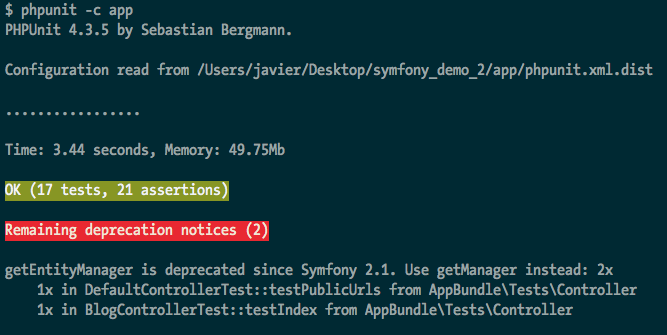 $ phpunit -c app
PHPUnit 4.3.5 by Sebastian Bergmann.
Configuration read from /Users/javier/Desktop/symfony_demo_2/app/phpunit.xml.dist
.................
Time: 3.44 seconds, Memory: 49.75Mb
OK (17 tests, 21 assertions)
Remaining deprecation notices (2)
getEntityManager is deprecated since Symfony 2.1. Use getManager instead: 2x
1x in DefaultControllerTest::testPublicUrls from AppBundle\Tests\Controller
1x in BlogControllerTest::testIndex from AppBundle\Tests\Controller